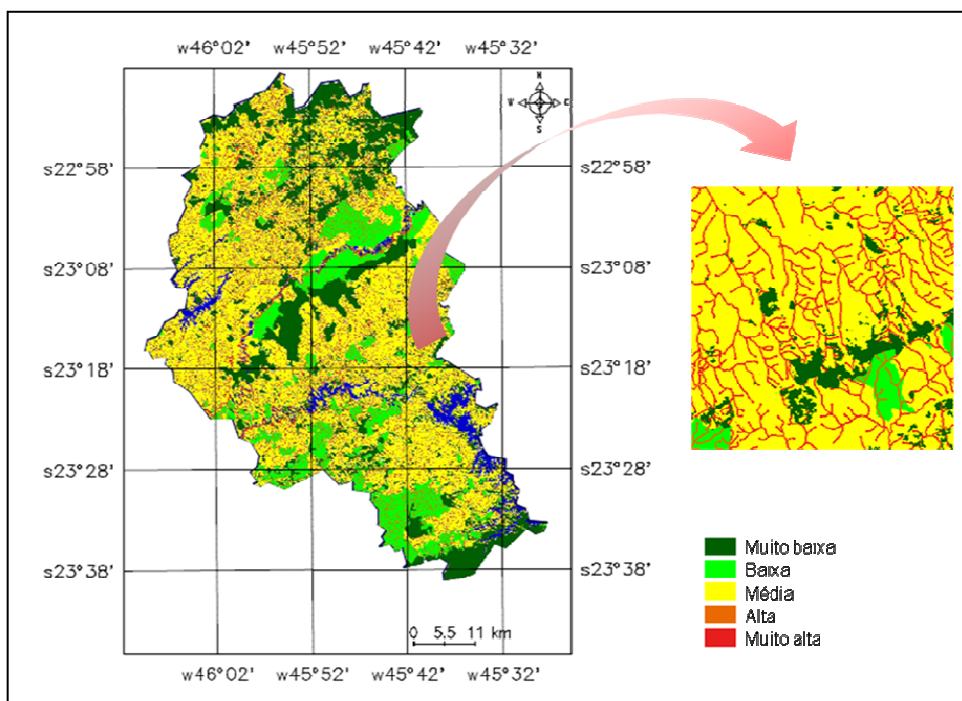 w46°02' w45°52' w45°42' w45°32'
N
W E
S
s22°58' s22°58'
s23°08' s23°08'
s23°18' s23°18'
s23°28' s23°28'
s23°38' s23°38'
0 5.5 11 km
w46°02' w45°52' w45°42' w45°32'
Muito baixa
Baixa
Média
Alta
Muito alta